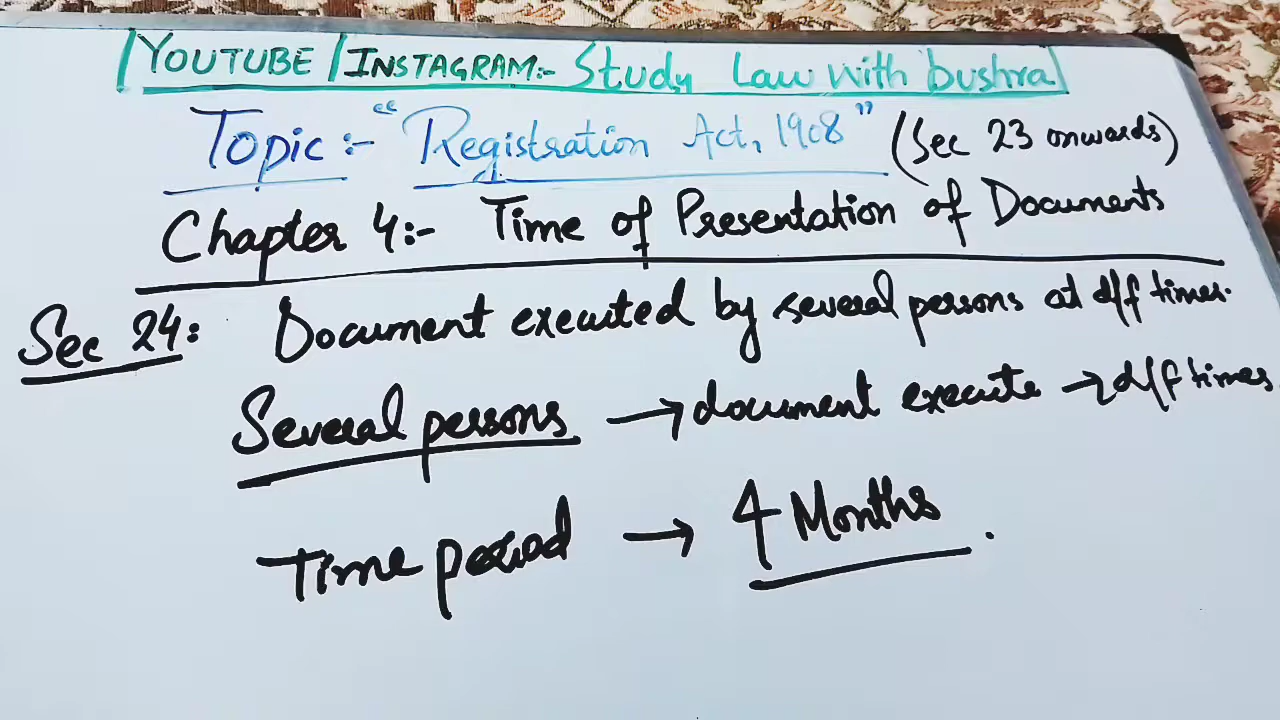 YOUTUBE / INSTAGRAM:- Study Law with bushra
Topic:- "Registration Act, 1908" (Sec 23 onwards)
Chapter 4:- Time of Presentation of Documents
Sec 24: Document executed by several persons at diff times.
Several persons → document execute → diff times
Time period → 4 Months.